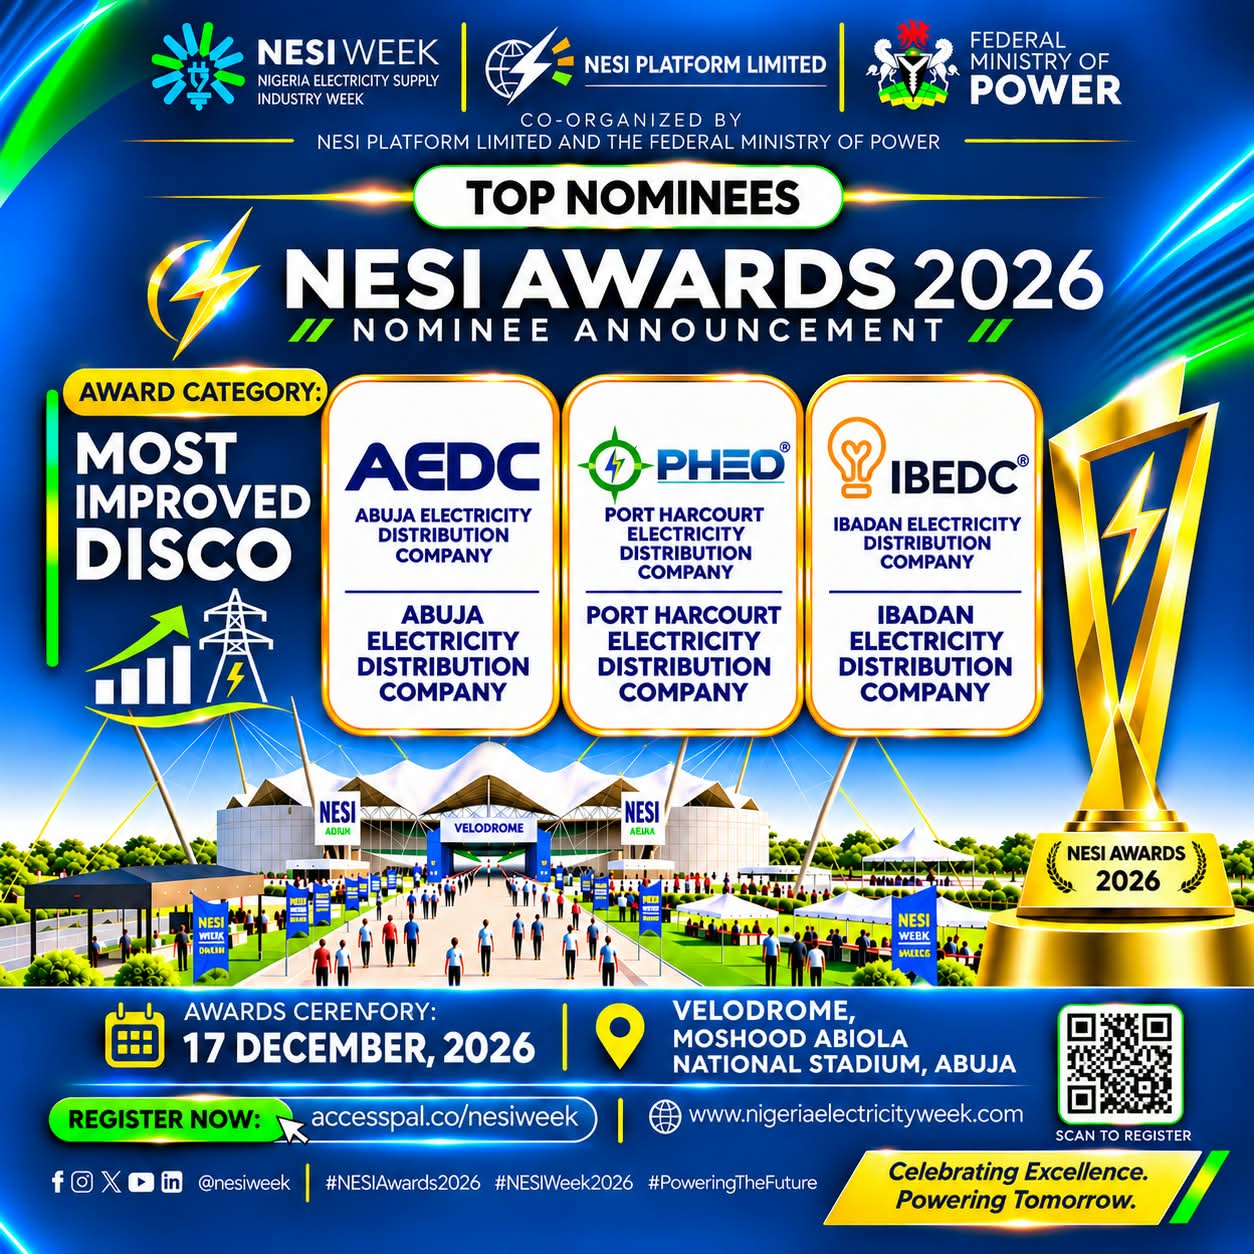 NESI WEEK
NIGERIA ELECTRICITY SUPPLY
INDUSTRY WEEK
NESI PLATFORM LIMITED
FEDERAL
MINISTRY OF
POWER
CO-ORGANIZED BY
NESI PLATFORM LIMITED AND THE FEDERAL MINISTRY OF POWER
TOP NOMINEES
NESI AWARDS 2026
NOMINEE ANNOUNCEMENT
AWARD CATEGORY:
MOST
IMPROVED
DISCO
AEDC
ABUJA ELECTRICITY
DISTRIBUTION
COMPANY
ABUJA
ELECTRICITY
DISTRIBUTION
COMPANY
PHED®
PORT HARCOURT
ELECTRICITY
DISTRIBUTION
COMPANY
PORT HARCOURT
ELECTRICITY
DISTRIBUTION
COMPANY
IBEDC®
IBADAN ELECTRICITY
DISTRIBUTION
COMPANY
IBADAN
ELECTRICITY
DISTRIBUTION
COMPANY
NESI
VELODROME
NESI
NESI AWARDS
2026
NESI
WEEK
NESI
WEEK
AWARDS CERENFORY:
17 DECEMBER, 2026
VELODROME,
MOSHOOD ABIOLA
NATIONAL STADIUM, ABUJA
REGISTER NOW:
accesspal.co/nesiweek
www.nigeriaelectricityweek.com
SCAN TO REGISTER
@nesiweek
#NESIAwards2026 #NESIWeek2026 #PoweringTheFuture
Celebrating Excellence.
Powering Tomorrow.